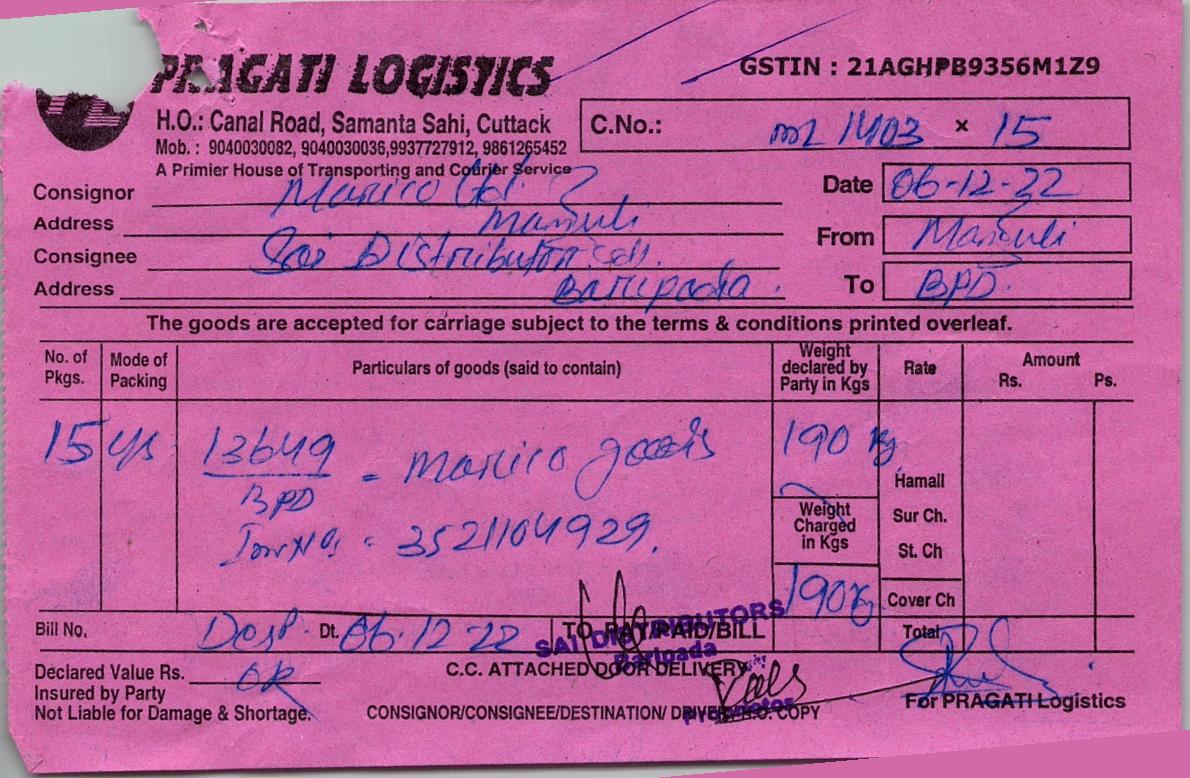 PRAGATI LOGISTICS
GSTIN : 21AGHPB9356M1Z9
H.O.: Canal Road, Samanta Sahi, Cuttack
Mob. : 9040030082, 9040030036,9937727912, 9861265452
A Primier House of Transporting and Courier Service
C.No.: 1403 x 15
Consignor Marico Ltd.
Date 06-12-22
Address Manguli
From Manguli
Consignee Sai Distributor
Address Baripada.
To BPD.
The goods are accepted for carriage subject to the terms & conditions printed overleaf.
No. of Pkgs. Mode of Packing Particulars of goods (said to contain) Weight declared by Party in Kgs Rate Amount Rs. Ps.
15 13649 = Marico goods 190 kg
BPD
Inv No. = 3521104929.
Hamall
Weight Charged in Kgs
Sur Ch.
St. Ch
190 Cover Ch
Bill No. Desp. Dt. 06.12.22 TO PAY/PAID/BILL Total
SAI DISTRIBUTORS
Baripada
Declared Value Rs.
C.C. ATTACHED DOOR DELIVERY
Insured by Party
Not Liable for Damage & Shortage.
CONSIGNOR/CONSIGNEE/DESTINATION/ DRIVER/H.O. COPY
Proprietor
For PRAGATI Logistics